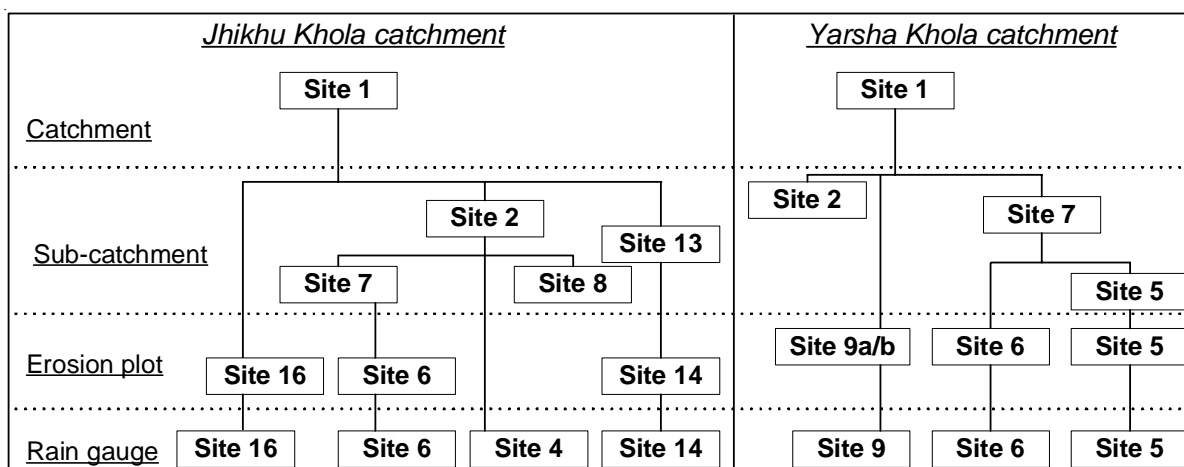 Jhikhu Khola catchment Yarsha Khola catchment
Site 1 Site 1
Catchment
Site 2 Site 2 Site 7
Sub-catchment Site 13
Site 7 Site 8 Site 5
Erosion plot Site 16 Site 6 Site 14 Site 9a/b Site 6 Site 5
Rain gauge Site 16 Site 6 Site 4 Site 14 Site 9 Site 6 Site 5